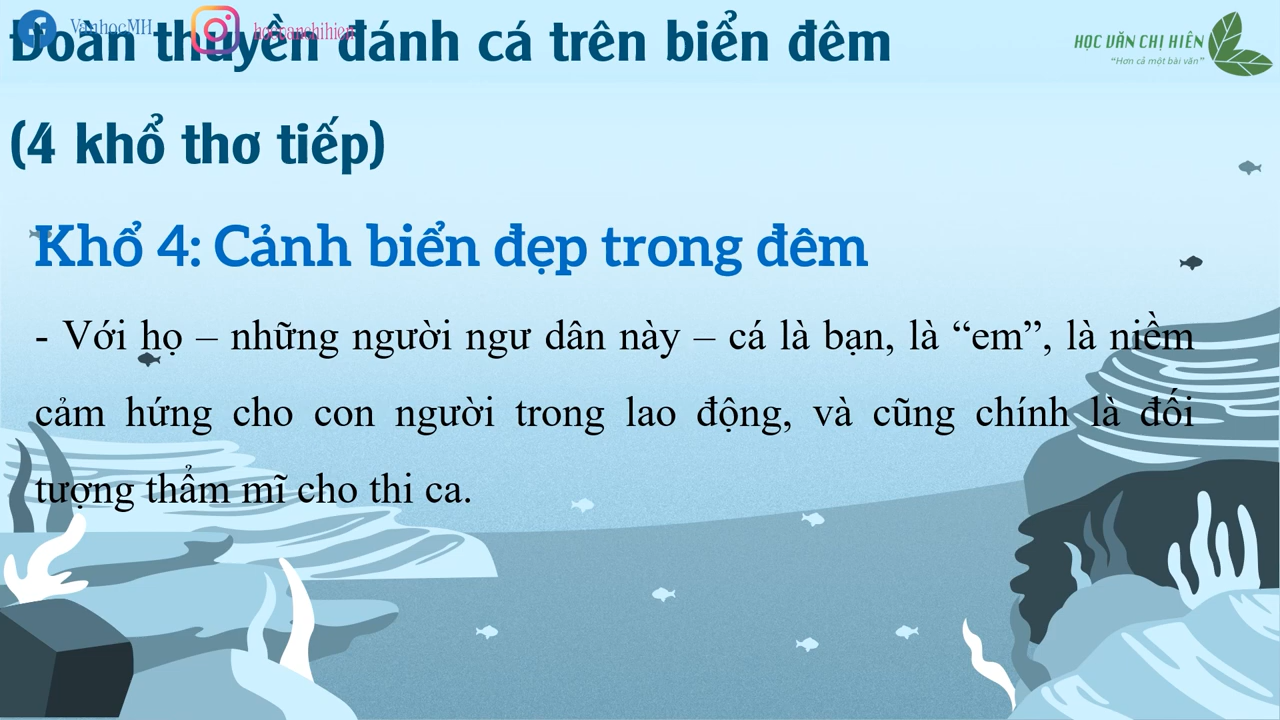 Đoàn thuyền đánh cá trên biển đêm
VanhocMH
hocvanchihien
HỌC VĂN CHỊ HIÊN
“Hơn cả một bài văn”
(4 khổ thơ tiếp)
Khổ 4: Cảnh biển đẹp trong đêm
- Với họ – những người ngư dân này – cá là bạn, là “em”, là niềm
cảm hứng cho con người trong lao động, và cũng chính là đối
tượng thẩm mĩ cho thi ca.